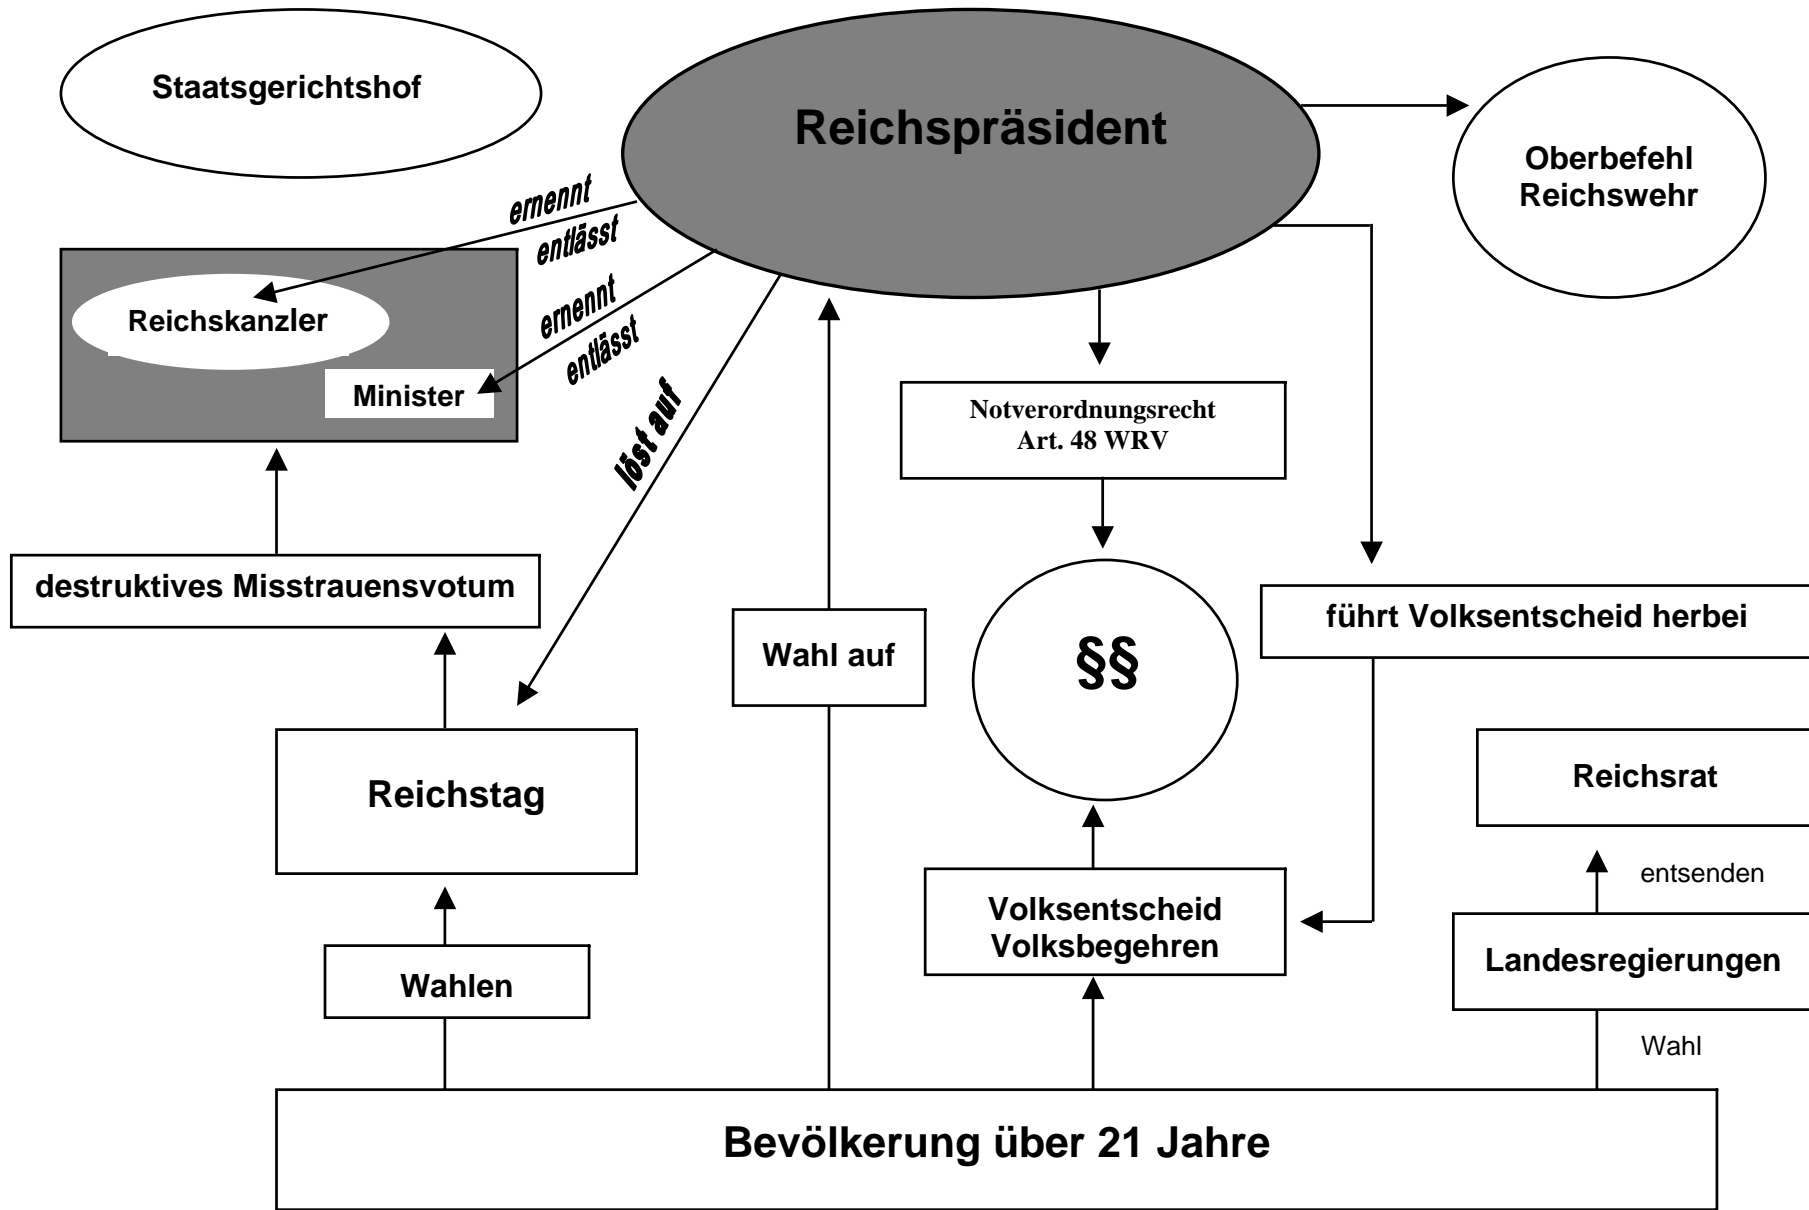 Staatsgerichtshof
Reichspräsident
Oberbefehl
Reichswehr
ernennt
entlässt
Reichskanzler
ernennt
entlässt
Minister
löst auf
Notverordnungsrecht
Art. 48 WRV
destruktives Misstrauensvotum
führt Volksentscheid herbei
Wahl auf
§§
Reichstag
Reichsrat
entsenden
Volksentscheid
Volksbegehren
Landesregierungen
Wahlen
Wahl
Bevölkerung über 21 Jahre